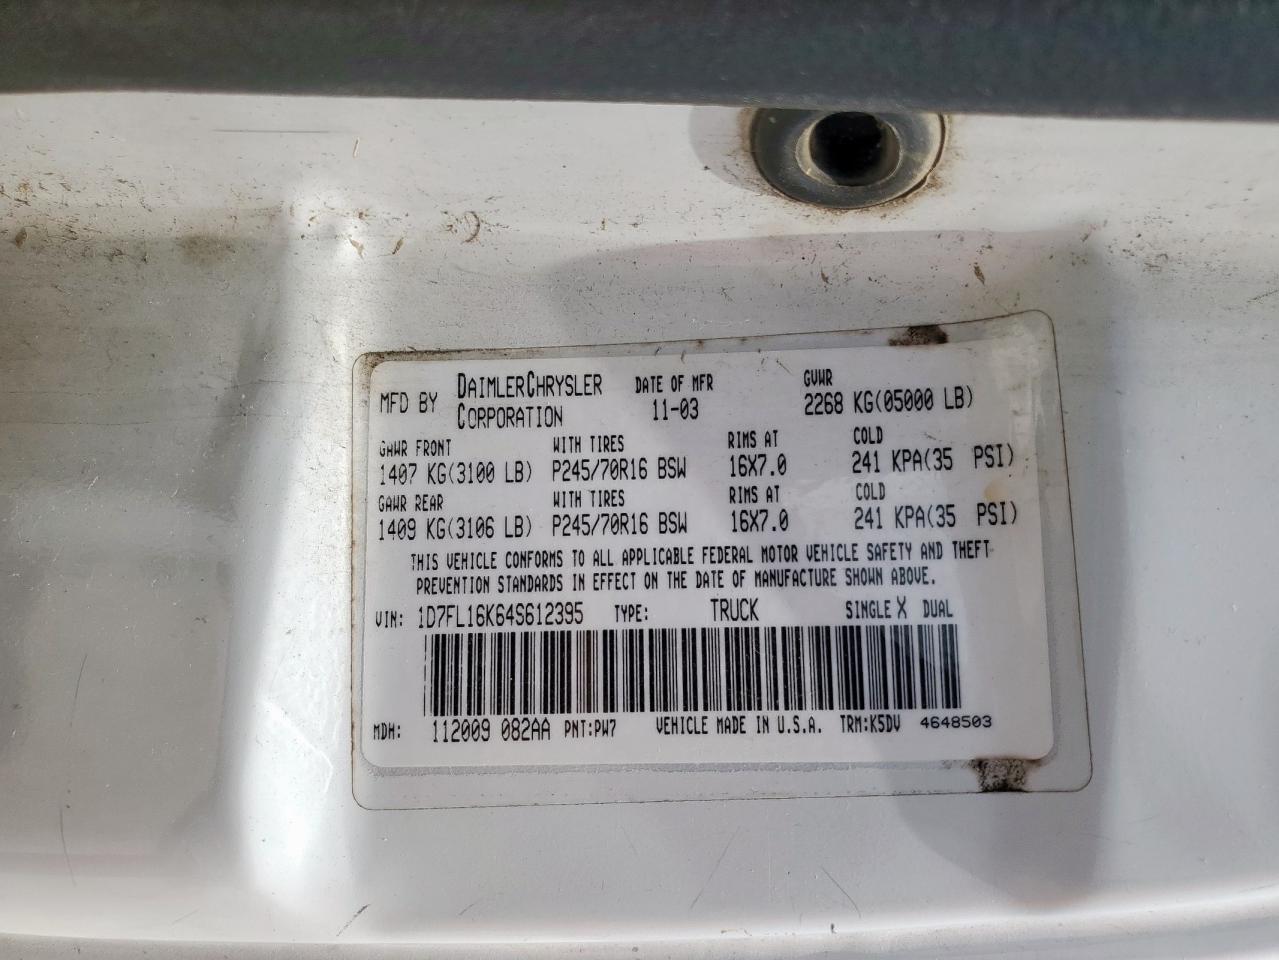 MFD BY DAIMLERCHRYSLER CORPORATION DATE OF MFR 11-03 GVWR 2268 KG(05000 LB)
GAWR FRONT WITH TIRES RIMS AT COLD
1407 KG(3100 LB) P245/70R16 BSW 16X7.0 241 KPA(35 PSI)
GAWR REAR WITH TIRES RIMS AT COLD
1409 KG(3106 LB) P245/70R16 BSW 16X7.0 241 KPA(35 PSI)
THIS VEHICLE CONFORMS TO ALL APPLICABLE FEDERAL MOTOR VEHICLE SAFETY AND THEFT
PREVENTION STANDARDS IN EFFECT ON THE DATE OF MANUFACTURE SHOWN ABOVE.
VIN: 1D7FL16K64S612395 TYPE: TRUCK SINGLE X DUAL
MDH: 112009 082AA PNT:PW7 VEHICLE MADE IN U.S.A. TRM:K5DV 4648503